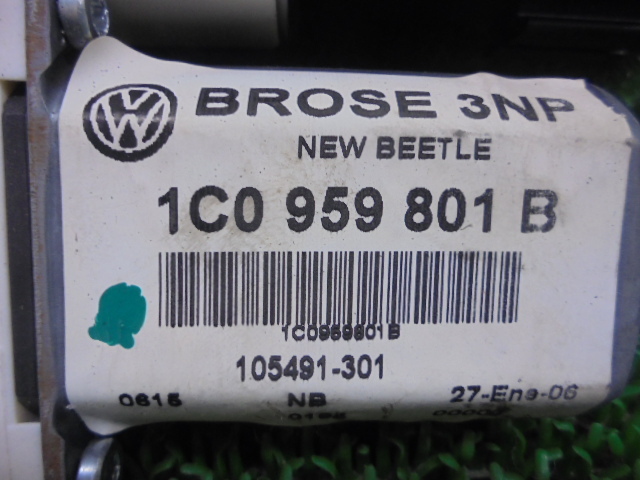 BROSE 3NP
NEW BEETLE
1C0 959 801 B
1C0959801B
105491-301
0615 NB 27-Ene-06